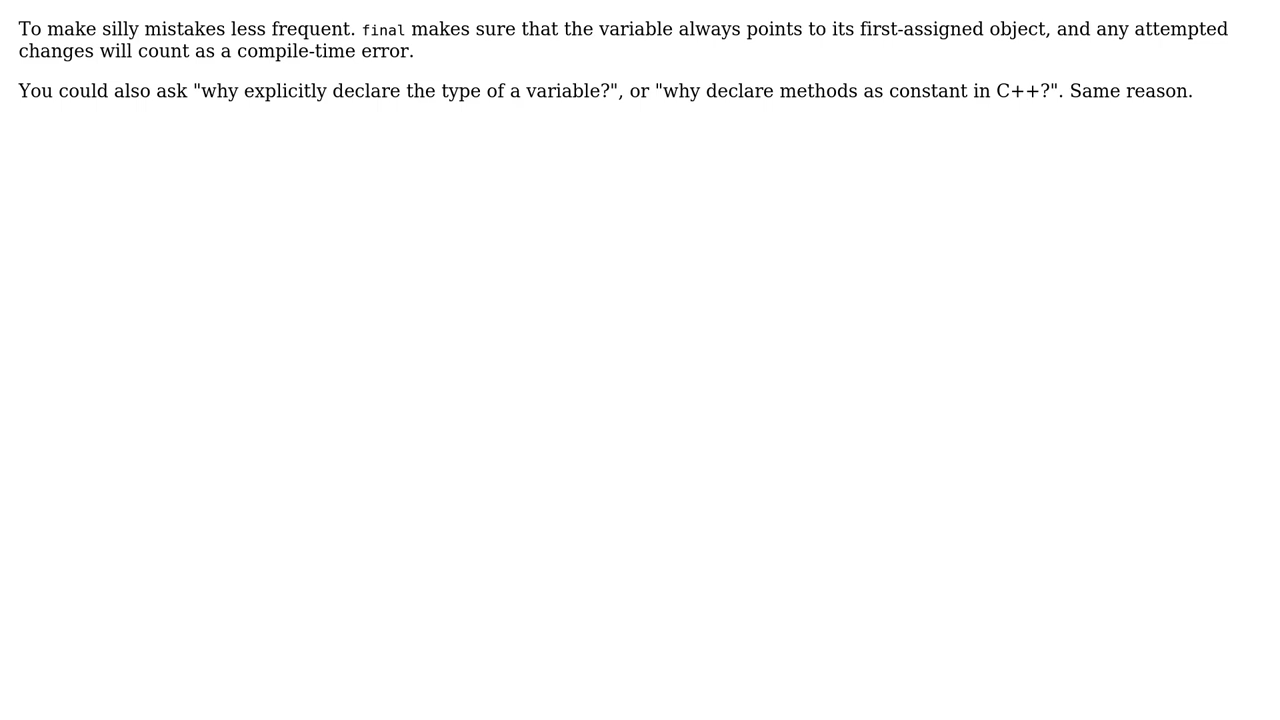 To make silly mistakes less frequent. final makes sure that the variable always points to its first-assigned object, and any attempted
changes will count as a compile-time error.
You could also ask "why explicitly declare the type of a variable?", or "why declare methods as constant in C++?". Same reason.